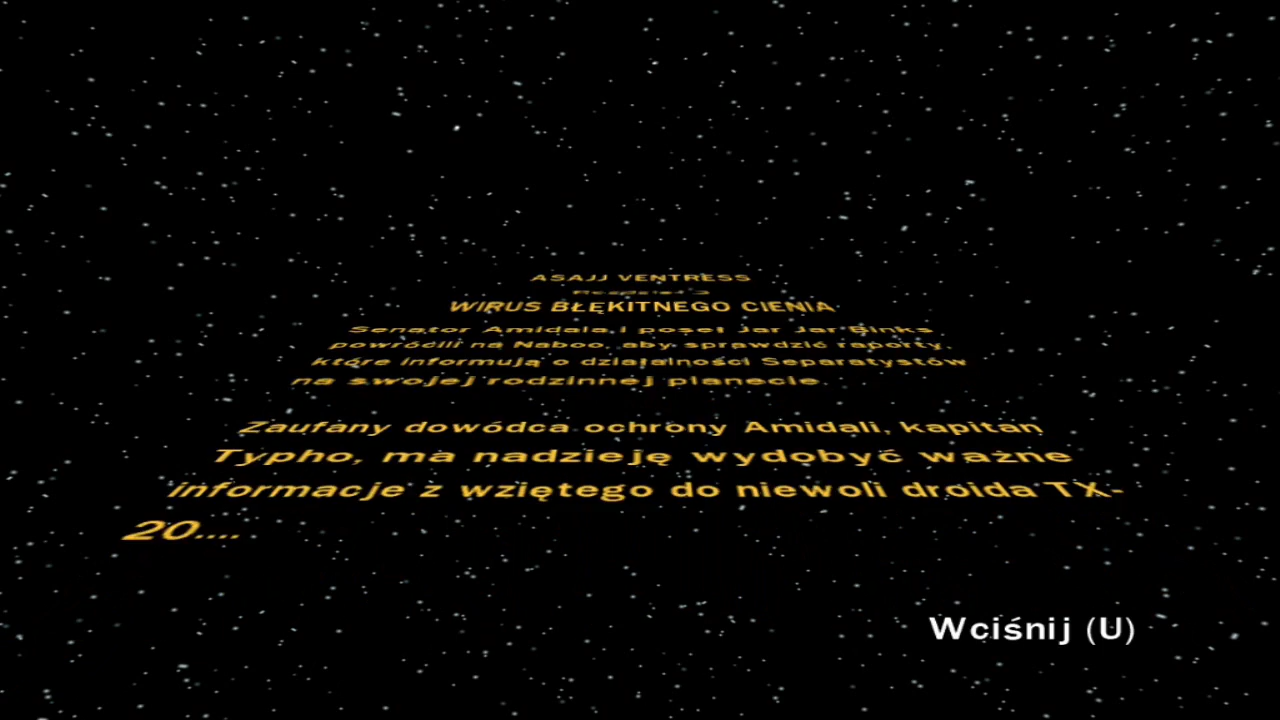 ASAJJ VENTRESS
Rozdział 3
WIRUS BŁĘKITNEGO CIENIA
Senator Amidala i poseł Jar Jar Binks
powrócili na Naboo, aby sprawdzić raporty,
które informują o działalności Separatystów
na swojej rodzinnej planecie.
Zaufany dowódca ochrony Amidali, kapitan
Typho, ma nadzieję wydobyć ważne
informacje z wziętego do niewoli droida TX-
20....
Wciśnij (U)